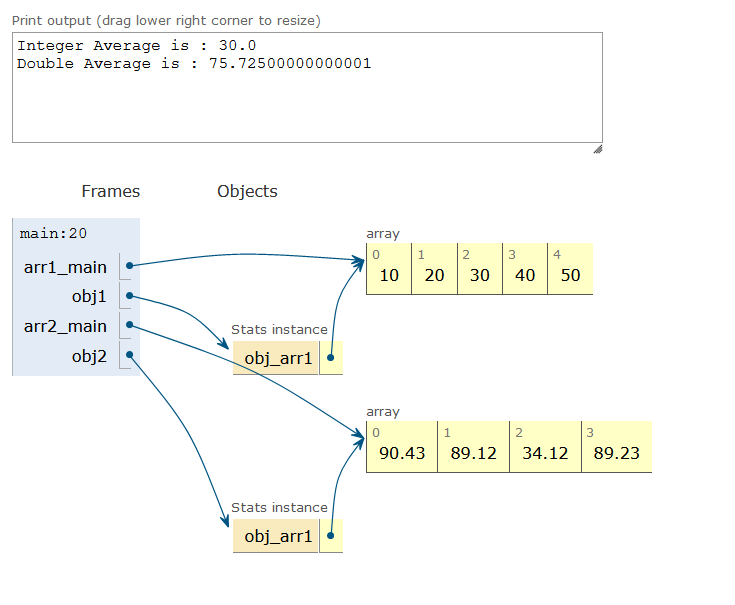 Print output (drag lower right corner to resize)
Integer Average is : 30.0
Double Average is : 75.72500000000001
Frames Objects
main:20
arr1_main
obj1
arr2_main
obj2
array
0 1 2 3 4
10 20 30 40 50
Stats instance
obj_arr1
array
0 1 2 3
90.43 89.12 34.12 89.23
Stats instance
obj_arr1